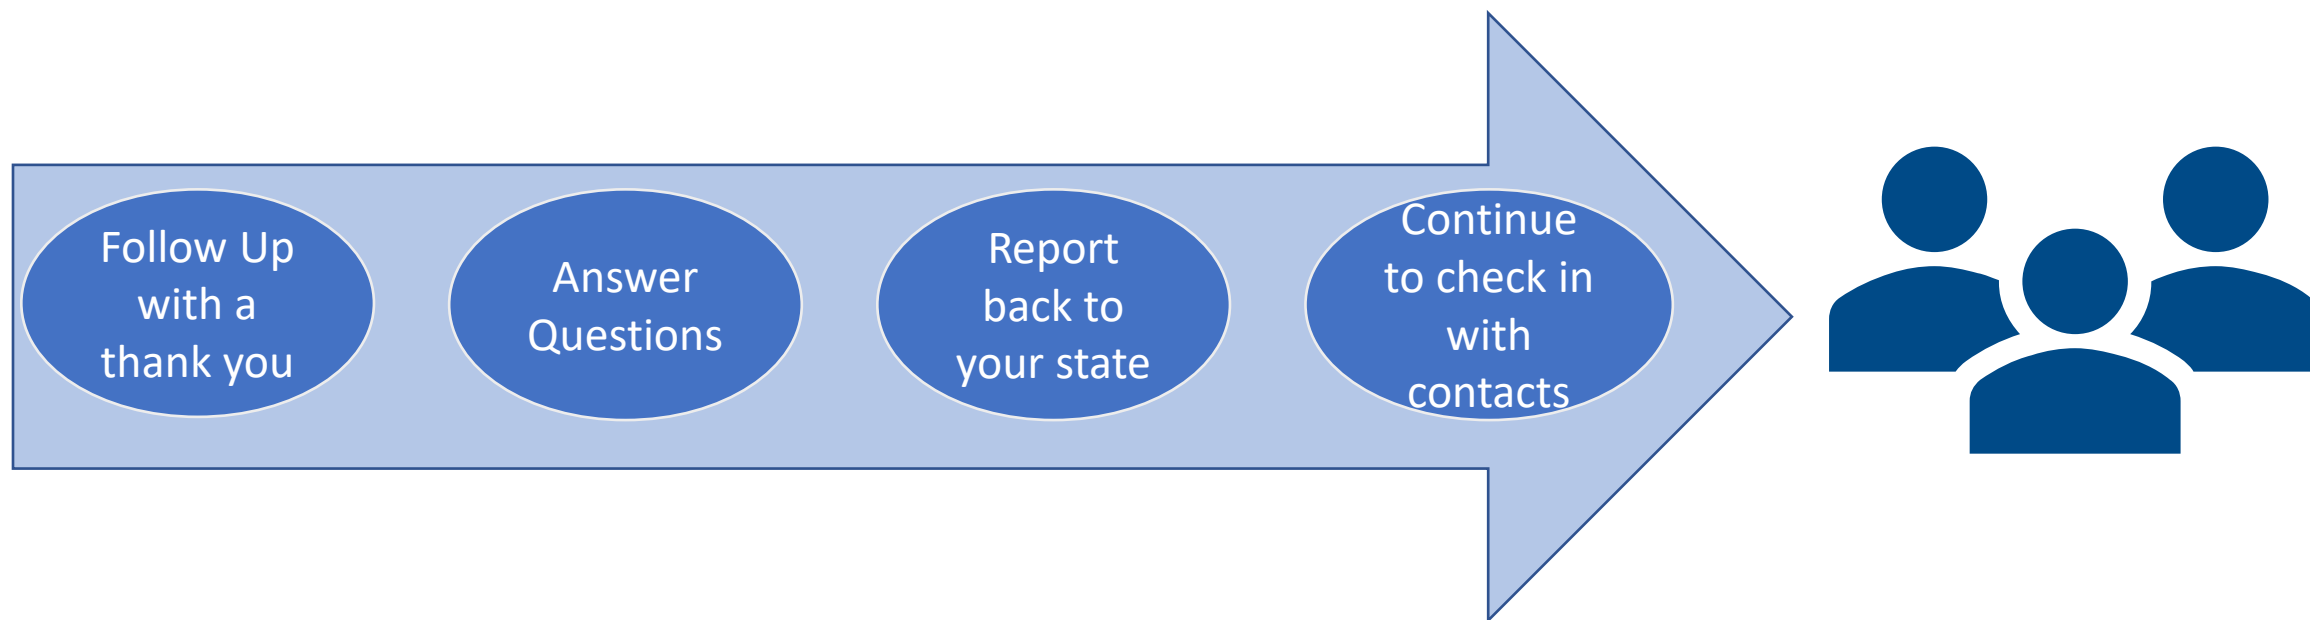 Follow Up
with a
thank you
Answer
Questions
Report
back to
your state
Continue
to check in
with
contacts